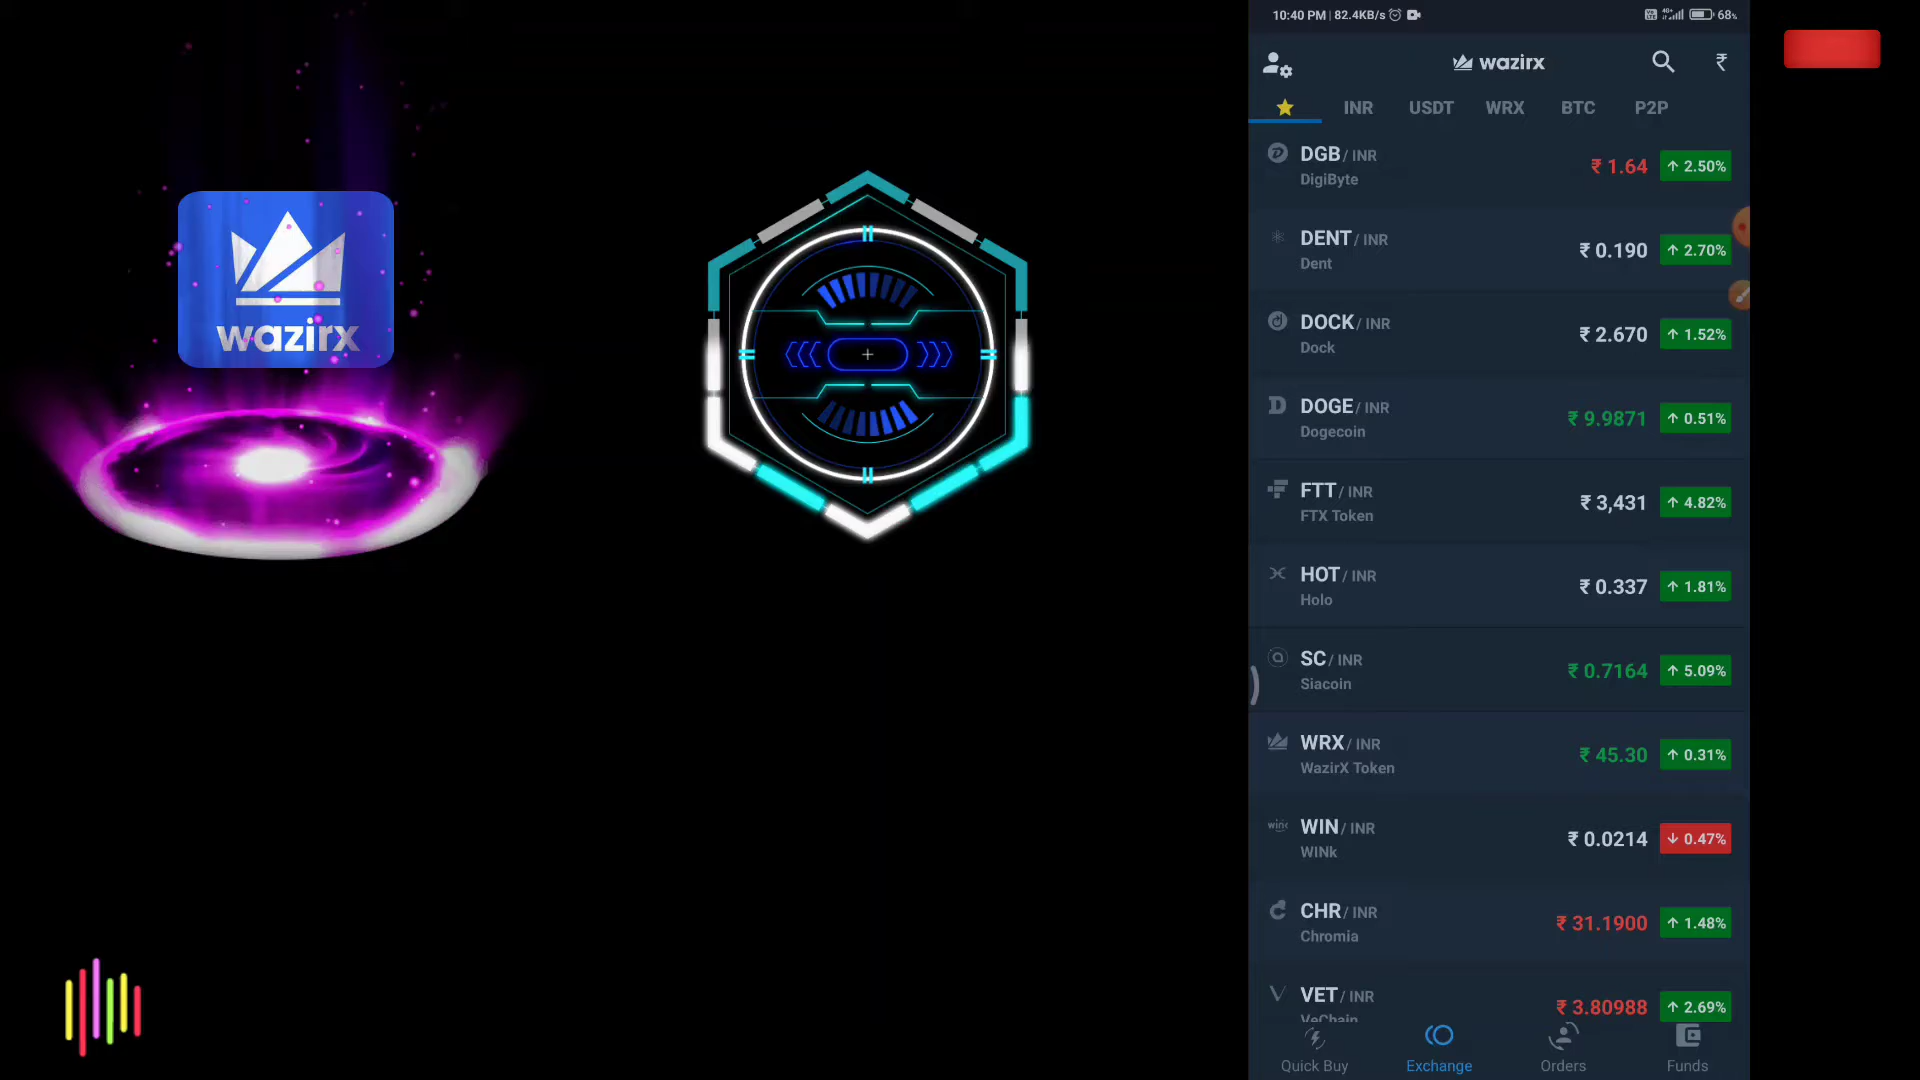 wazirx
10:40 PM | 82.4KB/s
4G+
68%
wazirx
₹
INR USDT WRX BTC P2P
DGB / INR ₹ 1.64 ↑ 2.50%
DigiByte
DENT / INR ₹ 0.190 ↑ 2.70%
Dent
DOCK / INR ₹ 2.670 ↑ 1.52%
Dock
DOGE / INR ₹ 9.9871 ↑ 0.51%
Dogecoin
FTT / INR ₹ 3,431 ↑ 4.82%
FTX Token
HOT / INR ₹ 0.337 ↑ 1.81%
Holo
SC / INR ₹ 0.7164 ↑ 5.09%
Siacoin
WRX / INR ₹ 45.30 ↑ 0.31%
WazirX Token
WIN / INR ₹ 0.0214 ↓ 0.47%
WINk
CHR / INR ₹ 31.1900 ↑ 1.48%
Chromia
VET / INR ₹ 3.80988 ↑ 2.69%
VeChain
Quick Buy Exchange Orders Funds